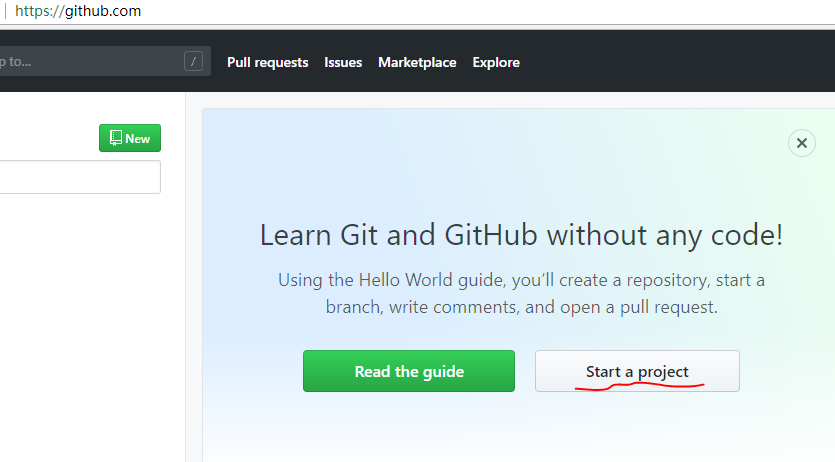 https://github.com
p to... / Pull requests Issues Marketplace Explore
New
Learn Git and GitHub without any code!
Using the Hello World guide, you’ll create a repository, start a
branch, write comments, and open a pull request.
Read the guide Start a project